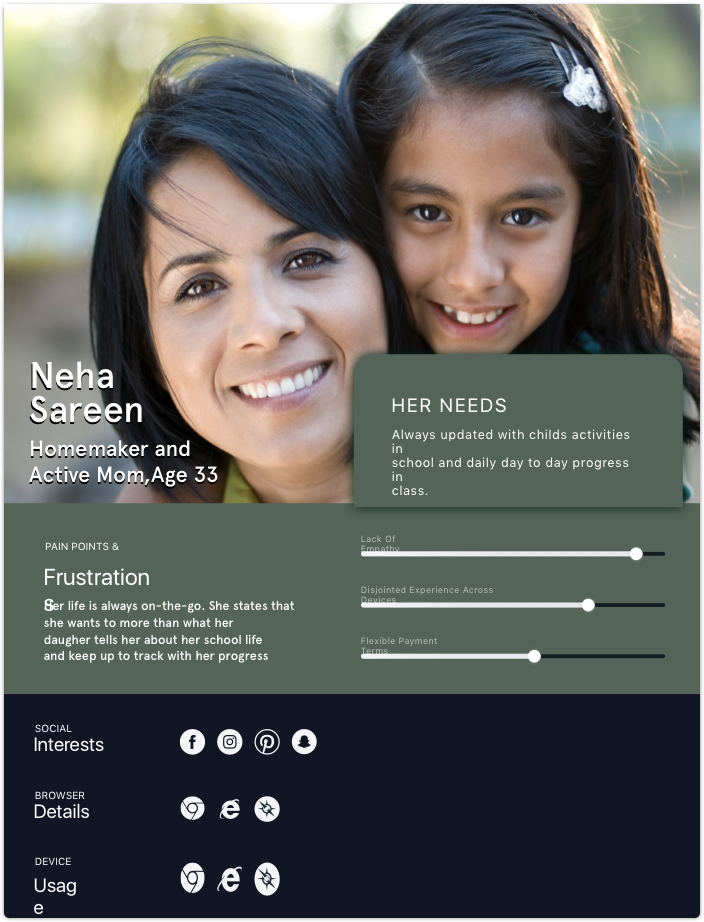 Neha
Sareen
Homemaker and
Active Mom,Age 33
HER NEEDS
Always updated with childs activities
in
school and daily day to day progress
in
class.
PAIN POINTS &
Frustration
s
Her life is always on-the-go. She states that
she wants to more than what her
daughter tells her about her school life
and keep up to track with her progress
Lack Of
Empathy
Disjointed Experience Across
Devices
Flexible Payment
Terms
SOCIAL
Interests
BROWSER
Details
DEVICE
Usag
e